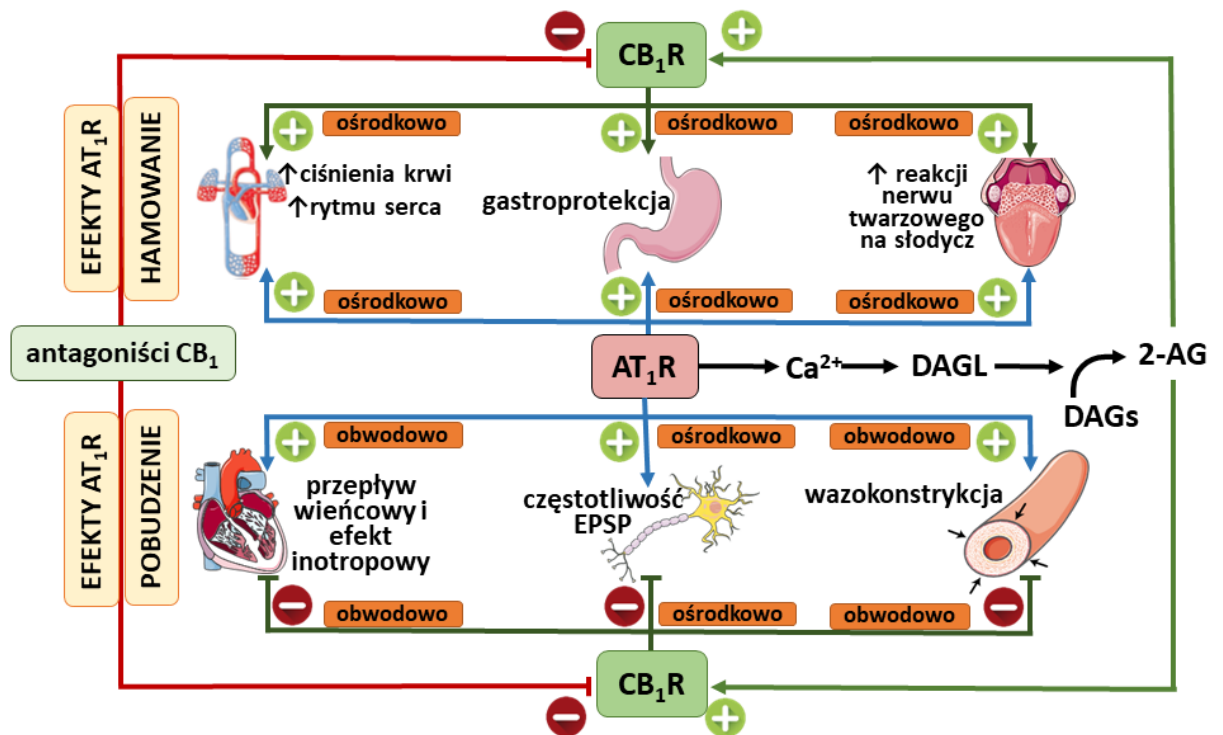 CB₁R
ośrodkowo
ośrodkowo
ośrodkowo
EFEKTY AT₁R
HAMOWANIE
↑ciśnienia krwi
↑rytmu serca
gastroprotekcja
↑ reakcji
nerwu
twarzowego
na słodycz
ośrodkowo
ośrodkowo
ośrodkowo
antagoniści CB₁
AT₁R
Ca²⁺
DAGL
DAGs
2-AG
EFEKTY AT₁R
POBUDZENIE
obwodowo
ośrodkowo
obwodowo
przepływ
wieńcowy i
efekt
inotropowy
częstotliwość
EPSP
wazokonstrykcja
obwodowo
ośrodkowo
obwodowo
CB₁R